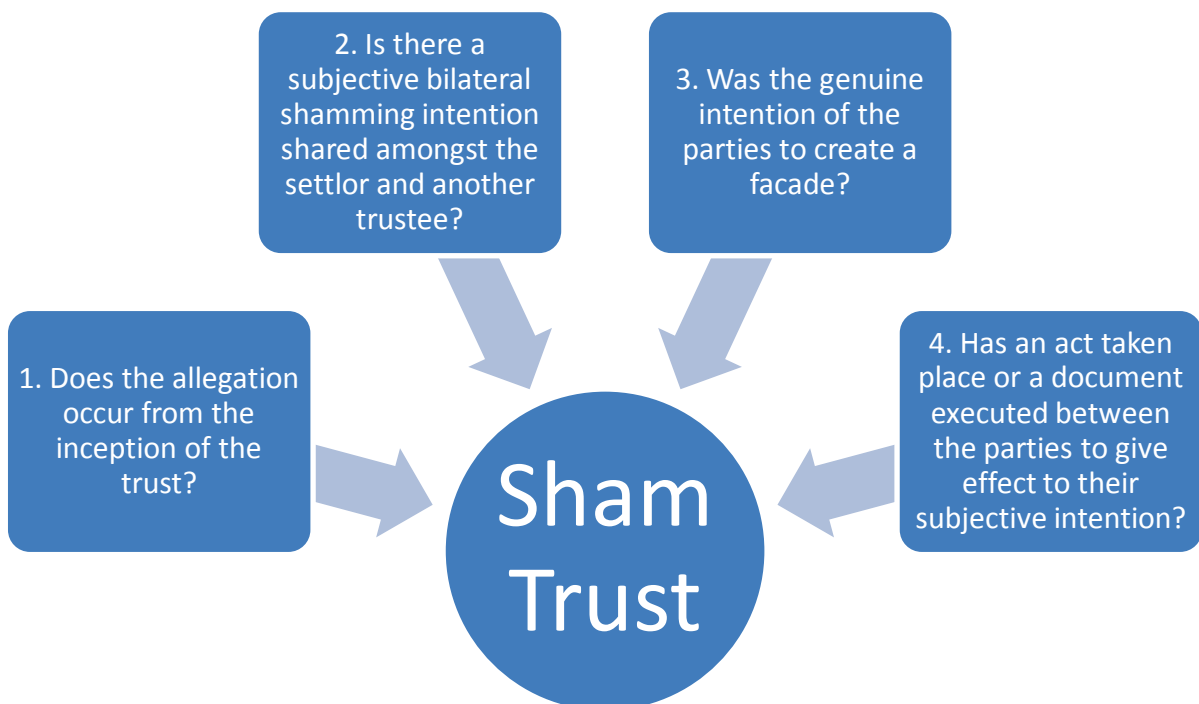 1. Does the allegation
occur from the
inception of the
trust?
2. Is there a
subjective bilateral
shamming intention
shared amongst the
settlor and another
trustee?
3. Was the genuine
intention of the
parties to create a
facade?
4. Has an act taken
place or a document
executed between
the parties to give
effect to their
subjective intention?
Sham
Trust